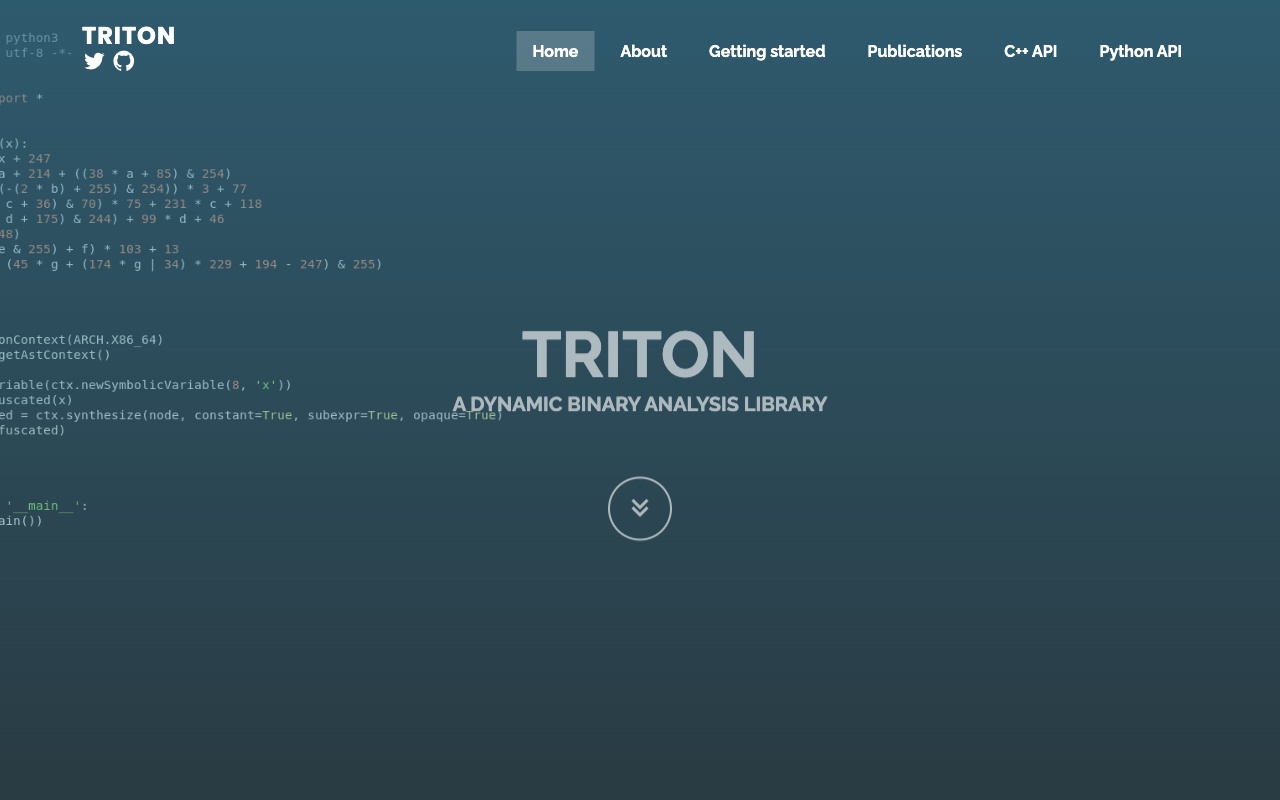 TRITON
Home About Getting started Publications C++ API Python API
python3
utf-8 -*-
port *
(x):
x + 247
a + 214 + ((38 * a + 85) & 254)
(-(2 * b) + 255) & 254)) * 3 + 77
c + 36) & 70) * 75 + 231 * c + 118
d + 175) & 244) + 99 * d + 46
48)
e & 255) + f) * 103 + 13
(45 * g + (174 * g | 34) * 229 + 194 - 247) & 255)
onContext(ARCH.X86_64)
getAstContext()
riable(ctx.newSymbolicVariable(8, 'x'))
uscated(x)
ed = ctx.synthesize(node, constant=True, subexpr=True, opaque=True)
fuscated)
'__main__':
ain())
TRITON
A DYNAMIC BINARY ANALYSIS LIBRARY